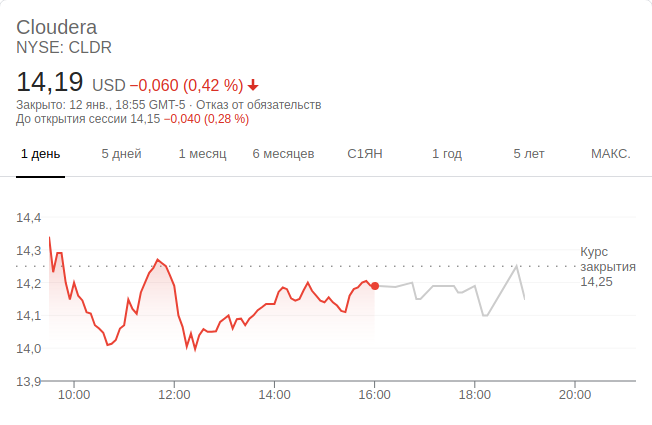 Cloudera
NYSE: CLDR
14,19 USD −0,060 (0,42 %)
Закрыто: 12 янв., 18:55 GMT-5 · Отказ от обязательств
До открытия сессии 14,15 −0,040 (0,28 %)
1 день 5 дней 1 месяц 6 месяцев С1ЯН 1 год 5 лет МАКС.
14,4
14,3
14,2
14,1
14,0
13,9
Курс
закрытия
14,25
10:00 12:00 14:00 16:00 18:00 20:00